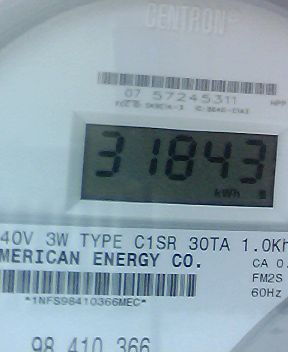 CENTRON®
07 57245311
31843
kWh
40V 3W TYPE C1SR 30TA 1.0Kh
MERICAN ENERGY CO.
CA 0.
FM2S
*1NFS98410366MEC*
60Hz
98 410 366